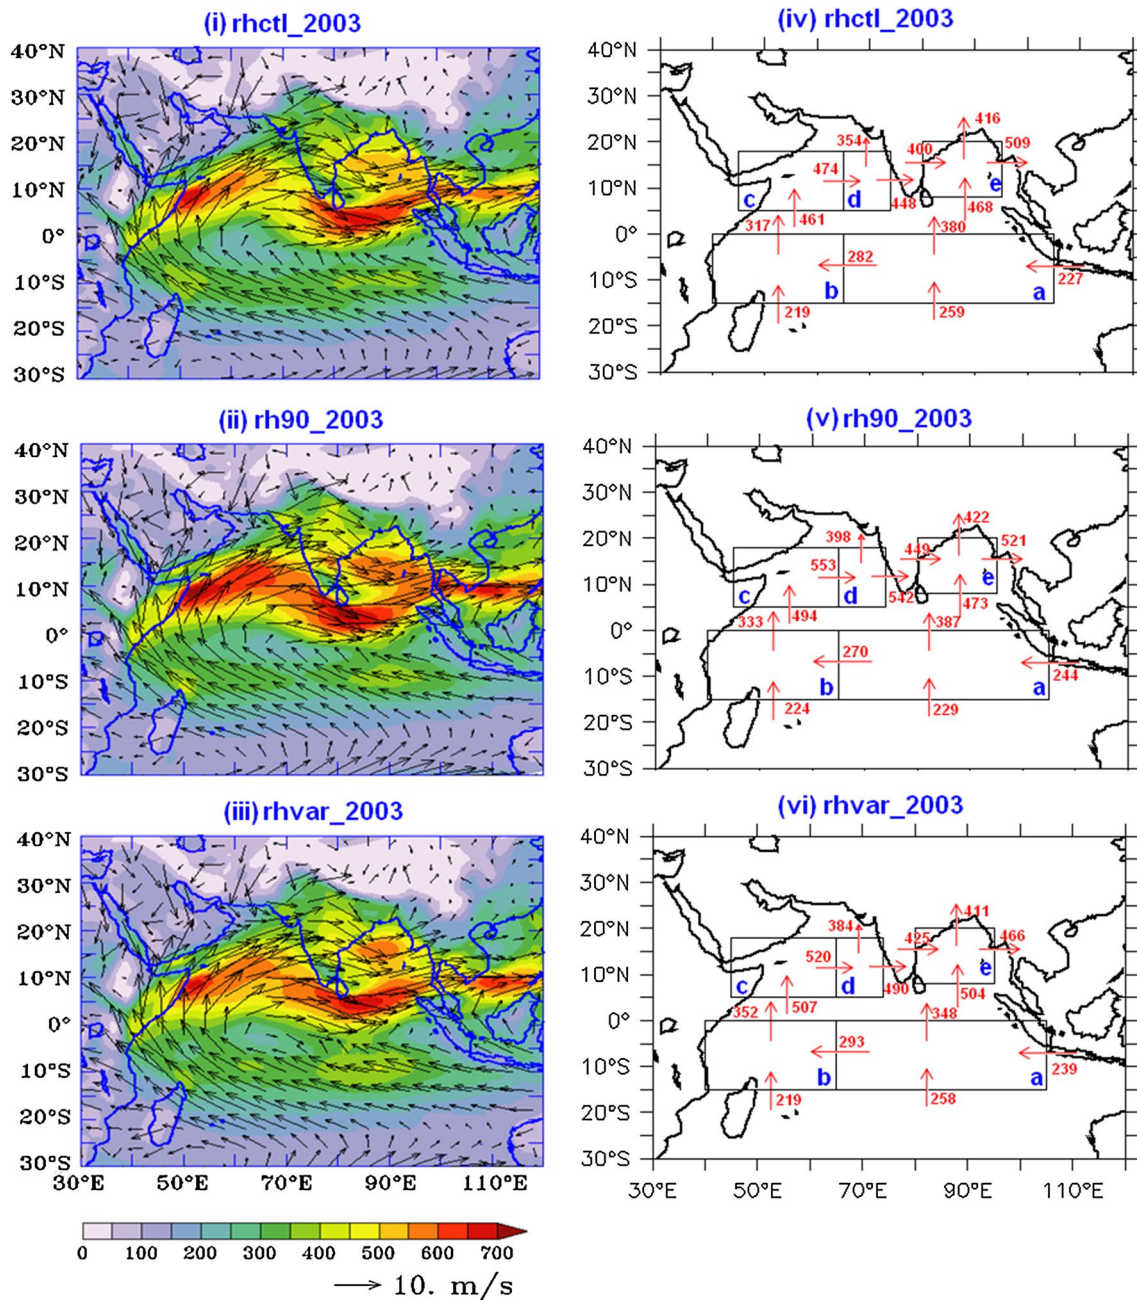 (i) rhctl_2003
40°N
30°N
20°N
10°N
0°
10°S
20°S
30°S
(iv) rhctl_2003
40°N
30°N
20°N
10°N
0°
10°S
20°S
30°S
416
354 400 509
474
c d e
448 468
317 461 380
282
227
b a
219 259
(ii) rh90_2003
40°N
30°N
20°N
10°N
0°
10°S
20°S
30°S
(v) rh90_2003
40°N
30°N
20°N
10°N
0°
10°S
20°S
30°S
422
398 449 521
553
c d e
542 473
333 494 387
270
244
b a
224 229
(iii) rhvar_2003
40°N
30°N
20°N
10°N
0°
10°S
20°S
30°S
30°E 50°E 70°E 90°E 110°E
(vi) rhvar_2003
40°N
30°N
20°N
10°N
0°
10°S
20°S
30°S
411
384 425 466
520
c d e
490 504
352 507 348
293
239
b a
219 258
30°E 50°E 70°E 90°E 110°E
0 100 200 300 400 500 600 700
10. m/s